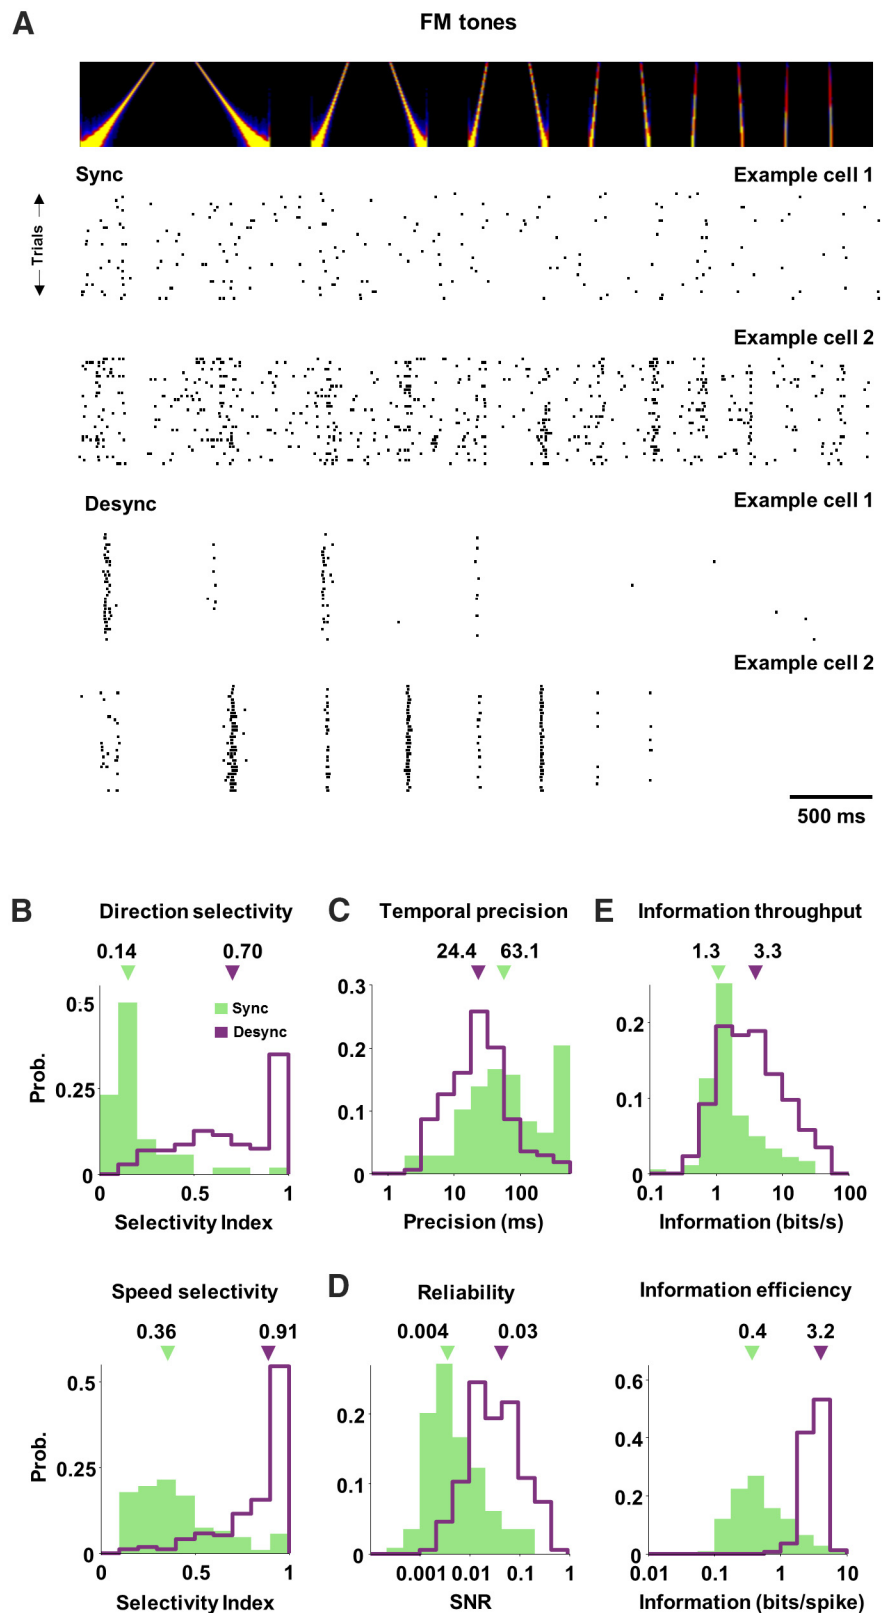 A
FM tones
Sync
Example cell 1
Trials
Example cell 2
Desync
Example cell 1
Example cell 2
500 ms
B
Direction selectivity
0.14
0.70
0.5
0.25
0
Prob.
Sync
Desync
0
0.5
1
Selectivity Index
C
Temporal precision
24.4
63.1
0.3
0.2
0.1
0
1
10
100
Precision (ms)
E
Information throughput
1.3
3.3
0.2
0.1
0
0.1
1
10
100
Information (bits/s)
Speed selectivity
0.36
0.91
0.5
0.25
0
Prob.
0
0.5
1
Selectivity Index
D
Reliability
0.004
0.03
0.2
0.1
0
0.001
0.01
0.1
1
SNR
Information efficiency
0.4
3.2
0.6
0.4
0.2
0
0.01
0.1
1
10
Information (bits/spike)